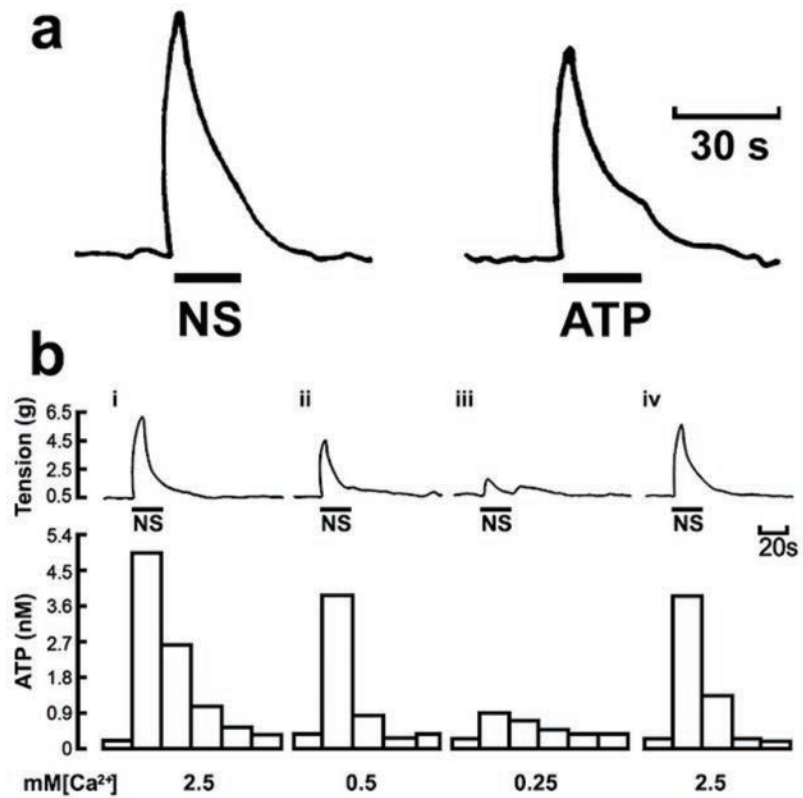 a
30 s
NS ATP
b
i ii iii iv
Tension (g)
6.5
4.5
2.5
0.5
NS NS NS NS
20s
ATP (nM)
5.4
4.5
3.6
2.7
1.8
0.9
0
mM[Ca²⁺] 2.5 0.5 0.25 2.5